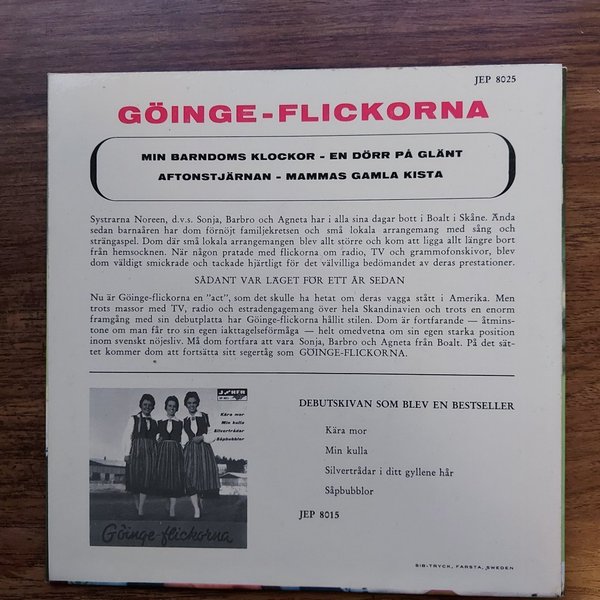 JEP 8025
GÖINGE-FLICKORNA
MIN BARNDOMS KLOCKOR - EN DÖRR PÅ GLÄNT
AFTONSTJÄRNAN - MAMMAS GAMLA KISTA
Systrarna Noreen, d.v.s. Sonja, Barbro och Agneta har i alla sina dagar bott i Boalt i Skåne. Ända
sedan barnaåren har dom förnöjt familjekretsen och små lokala arrangemang med sång och
strängaspel. Dom där små lokala arrangemangen blev allt större och kom att ligga allt längre bort
från hemsocknen. När någon pratade med flickorna om radio, TV och grammofonskivor, blev
dom väldigt smickrade och tackade hjärtligt för det välvilliga bedömandet av deras prestationer.
SÅDANT VAR LÄGET FÖR ETT ÅR SEDAN
Nu är Göinge-flickorna en "act", som det skulle ha hetat om deras vagga stått i Amerika. Men
trots massor med TV, radio och estradengagemang över hela Skandinavien och trots en enorm
framgång med sin debutplatta har Göinge-flickorna hållit stilen. Dom är fortfarande — åtmins-
tone om man får tro sin egen iakttagelseförmåga — helt omedvetna om sin egen starka position
inom svenskt nöjesliv. Må dom fortfara att vara Sonja, Barbro och Agneta från Boalt. På det sät-
tet kommer dom att fortsätta sitt segertåg som GÖINGE-FLICKORNA.
Kära mor
Min kulla
Silvertrådar
Såpbubblor
Göinge-flickorna
DEBUTSKIVAN SOM BLEV EN BESTSELLER
Kära mor
Min kulla
Silvertrådar i ditt gyllene hår
Såpbubblor
JEP 8015
SIB-TRYCK, FARSTA, SWEDEN